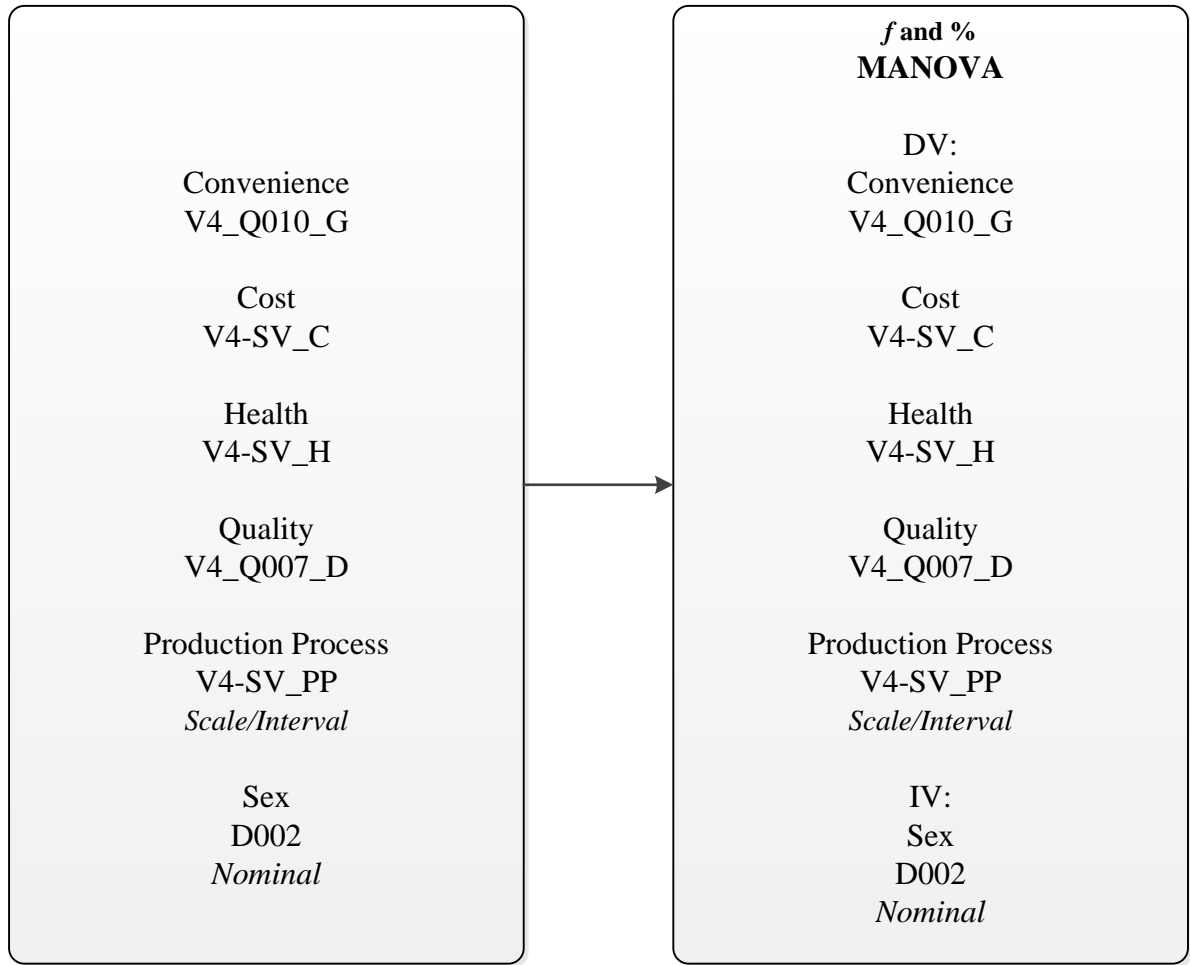 Convenience
V4_Q010_G
Cost
V4-SV_C
Health
V4-SV_H
Quality
V4_Q007_D
Production Process
V4-SV_PP
Scale/Interval
Sex
D002
Nominal
f and %
MANOVA
DV:
Convenience
V4_Q010_G
Cost
V4-SV_C
Health
V4-SV_H
Quality
V4_Q007_D
Production Process
V4-SV_PP
Scale/Interval
IV:
Sex
D002
Nominal